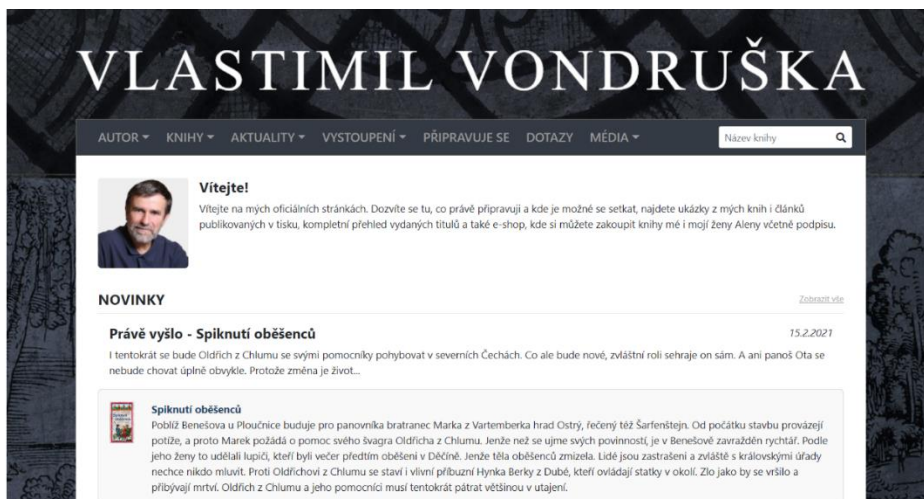 VLASTIMIL VONDRUŠKA
AUTOR KNIHY AKTUALITY VYSTOUPENÍ PŘIPRAVUJE SE DOTAZY MÉDIA Název knihy
Vítejte!
Vítejte na mých oficiálních stránkách. Dozvíte se tu, co právě připravuji a kde je možné se setkat, najdete ukázky z mých knih i článků
publikovaných v tisku, kompletní přehled vydaných titulů a také e-shop, kde si můžete zakoupit knihy mé i mojí ženy Aleny včetně podpisu.
NOVINKY Zobrazit vše
Právě vyšlo - Spiknutí oběšenců 15.2.2021
I tentokrát se bude Oldřich z Chlumu se svými pomocníky pohybovat v severních Čechách. Co ale bude nové, zvláštní roli sehraje on sám. A ani panoš Ota se
nebude chovat úplně obvykle. Protože změna je život...
Spiknutí oběšenců
Poblíž Benešova u Ploučnice buduje pro panovníka bratranec Marka z Vartemberka hrad Ostrý, řečený též Šarfenštejn. Od počátku stavbu provázejí
potíže, a proto Marek požádá o pomoc svého švagra Oldřicha z Chlumu. Jenže než se ujme svých povinností, je v Benešově zavražděn rychtář. Podle
jeho ženy to udělali lupiči, kteří byli večer předtím oběšeni v Děčíně. Jenže těla oběšenců zmizela. Lidé jsou zastrašeni a zvláště s královskými úřady
nechce nikdo mluvit. Proti Oldřichovi z Chlumu se staví i vlivní příbuzní Hynka Berky z Dubé, kteří ovládají statky v okolí. Zlo jako by se vršilo a
přibývají mrtví. Oldřich z Chlumu a jeho pomocníci musí tentokrát pátrat většinou v utajení.